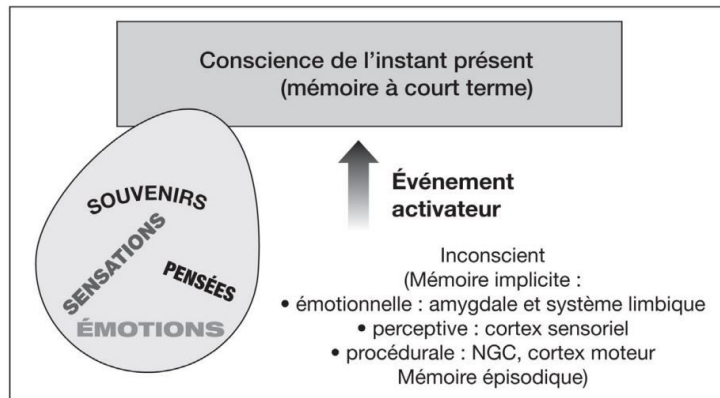 Conscience de l'instant présent
(mémoire à court terme)
SOUVENIRS
SENSATIONS
PENSÉES
ÉMOTIONS
Événement
activateur
Inconscient
(Mémoire implicite :
• émotionnelle : amygdale et système limbique
• perceptive : cortex sensoriel
• procédurale : NGC, cortex moteur
Mémoire épisodique)